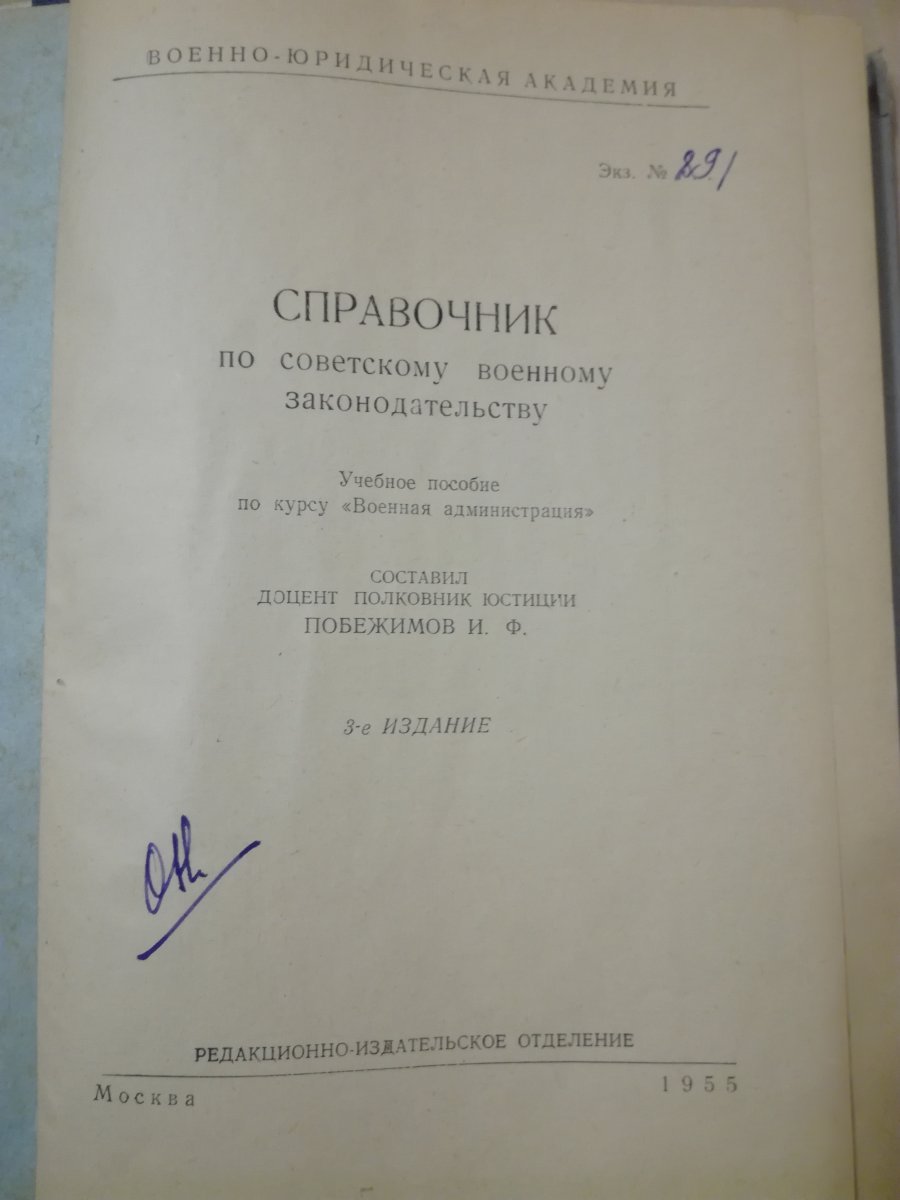 ВОЕННО-ЮРИДИЧЕСКАЯ АКАДЕМИЯ
Экз. № 291
СПРАВОЧНИК
по советскому военному
законодательству
Учебное пособие
по курсу «Военная администрация»
СОСТАВИЛ
ДОЦЕНТ ПОЛКОВНИК ЮСТИЦИИ
ПОБЕЖИМОВ И. Ф.
3-е ИЗДАНИЕ
РЕДАКЦИОННО-ИЗДАТЕЛЬСКОЕ ОТДЕЛЕНИЕ
Москва 1955